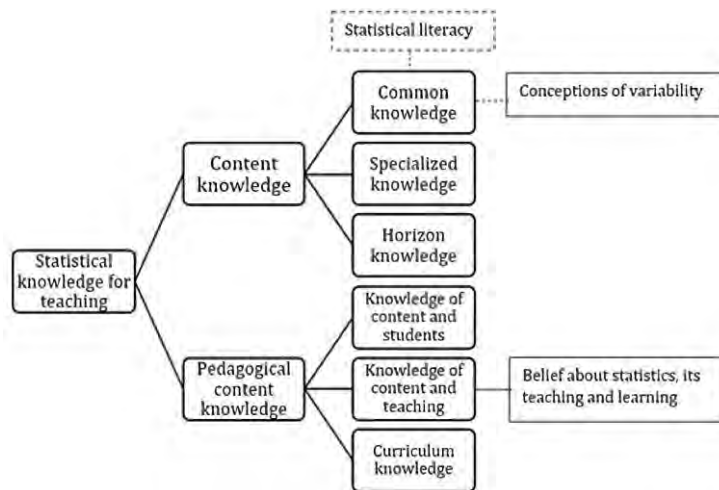 Statistical literacy
Common
knowledge
Conceptions of variability
Content
knowledge
Specialized
knowledge
Horizon
knowledge
Statistical
knowledge for
teaching
Knowledge of
content and
students
Pedagogical
content
knowledge
Knowledge of
content and
teaching
Belief about statistics, its
teaching and learning
Curriculum
knowledge